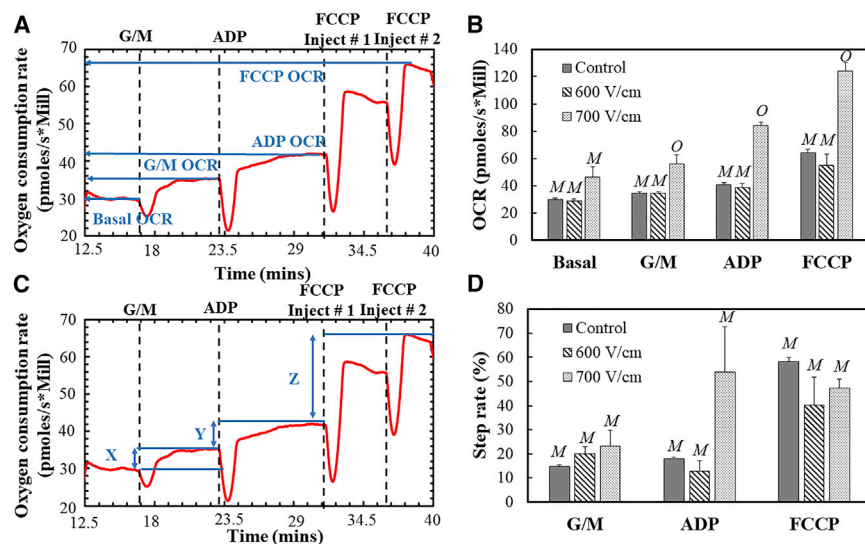 A
G/M
ADP
FCCP
Inject # 1
FCCP
Inject # 2
Oxygen consumption rate
(pmoles/s*Mill)
70
60
50
40
30
20
FCCP OCR
ADP OCR
G/M OCR
Basal OCR
12.5 18 23.5 29 34.5 40
Time (mins)
B
OCR (pmoles/s*Mill)
140
120
100
80
60
40
20
0
Control
600 V/cm
700 V/cm
M M M
M M O
M M O
M M O
Basal G/M ADP FCCP
C
G/M
ADP
FCCP
Inject # 1
FCCP
Inject # 2
Oxygen consumption rate
(pmoles/s*Mill)
70
60
50
40
30
20
X
Y
Z
12.5 18 23.5 29 34.5 40
Time (mins)
D
Step rate (%)
80
70
60
50
40
30
20
10
0
Control
600 V/cm
700 V/cm
M M M
M M M
M M M
G/M ADP FCCP